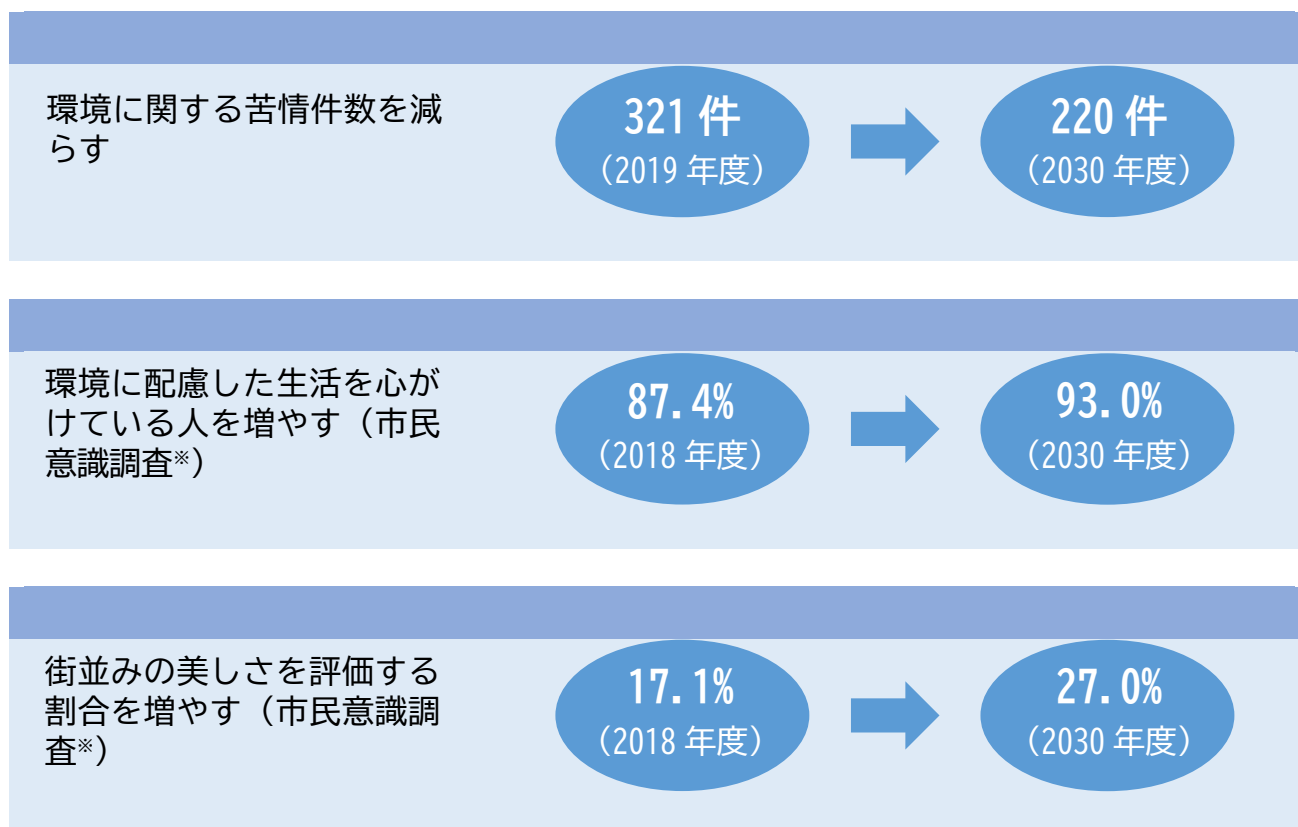 環境に関する苦情件数を減
らす
321 件
（2019 年度）
220 件
（2030 年度）
環境に配慮した生活を心が
けている人を増やす（市民
意識調査※）
87.4%
（2018 年度）
93.0%
（2030 年度）
街並みの美しさを評価する
割合を増やす（市民意識調
査※）
17.1%
（2018 年度）
27.0%
（2030 年度）